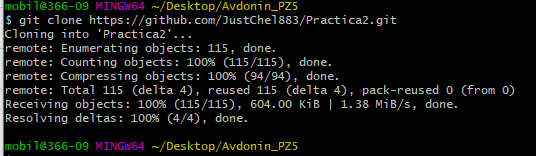 mobil@366-09 MINGW64 ~/Desktop/Avdonin_PZ5
$ git clone https://github.com/JustChel883/Practica2.git
Cloning into 'Practica2'...
remote: Enumerating objects: 115, done.
remote: Counting objects: 100% (115/115), done.
remote: Compressing objects: 100% (94/94), done.
remote: Total 115 (delta 4), reused 115 (delta 4), pack-reused 0 (from 0)
Receiving objects: 100% (115/115), 604.00 KiB | 1.38 MiB/s, done.
Resolving deltas: 100% (4/4), done.
mobil@366-09 MINGW64 ~/Desktop/Avdonin_PZ5